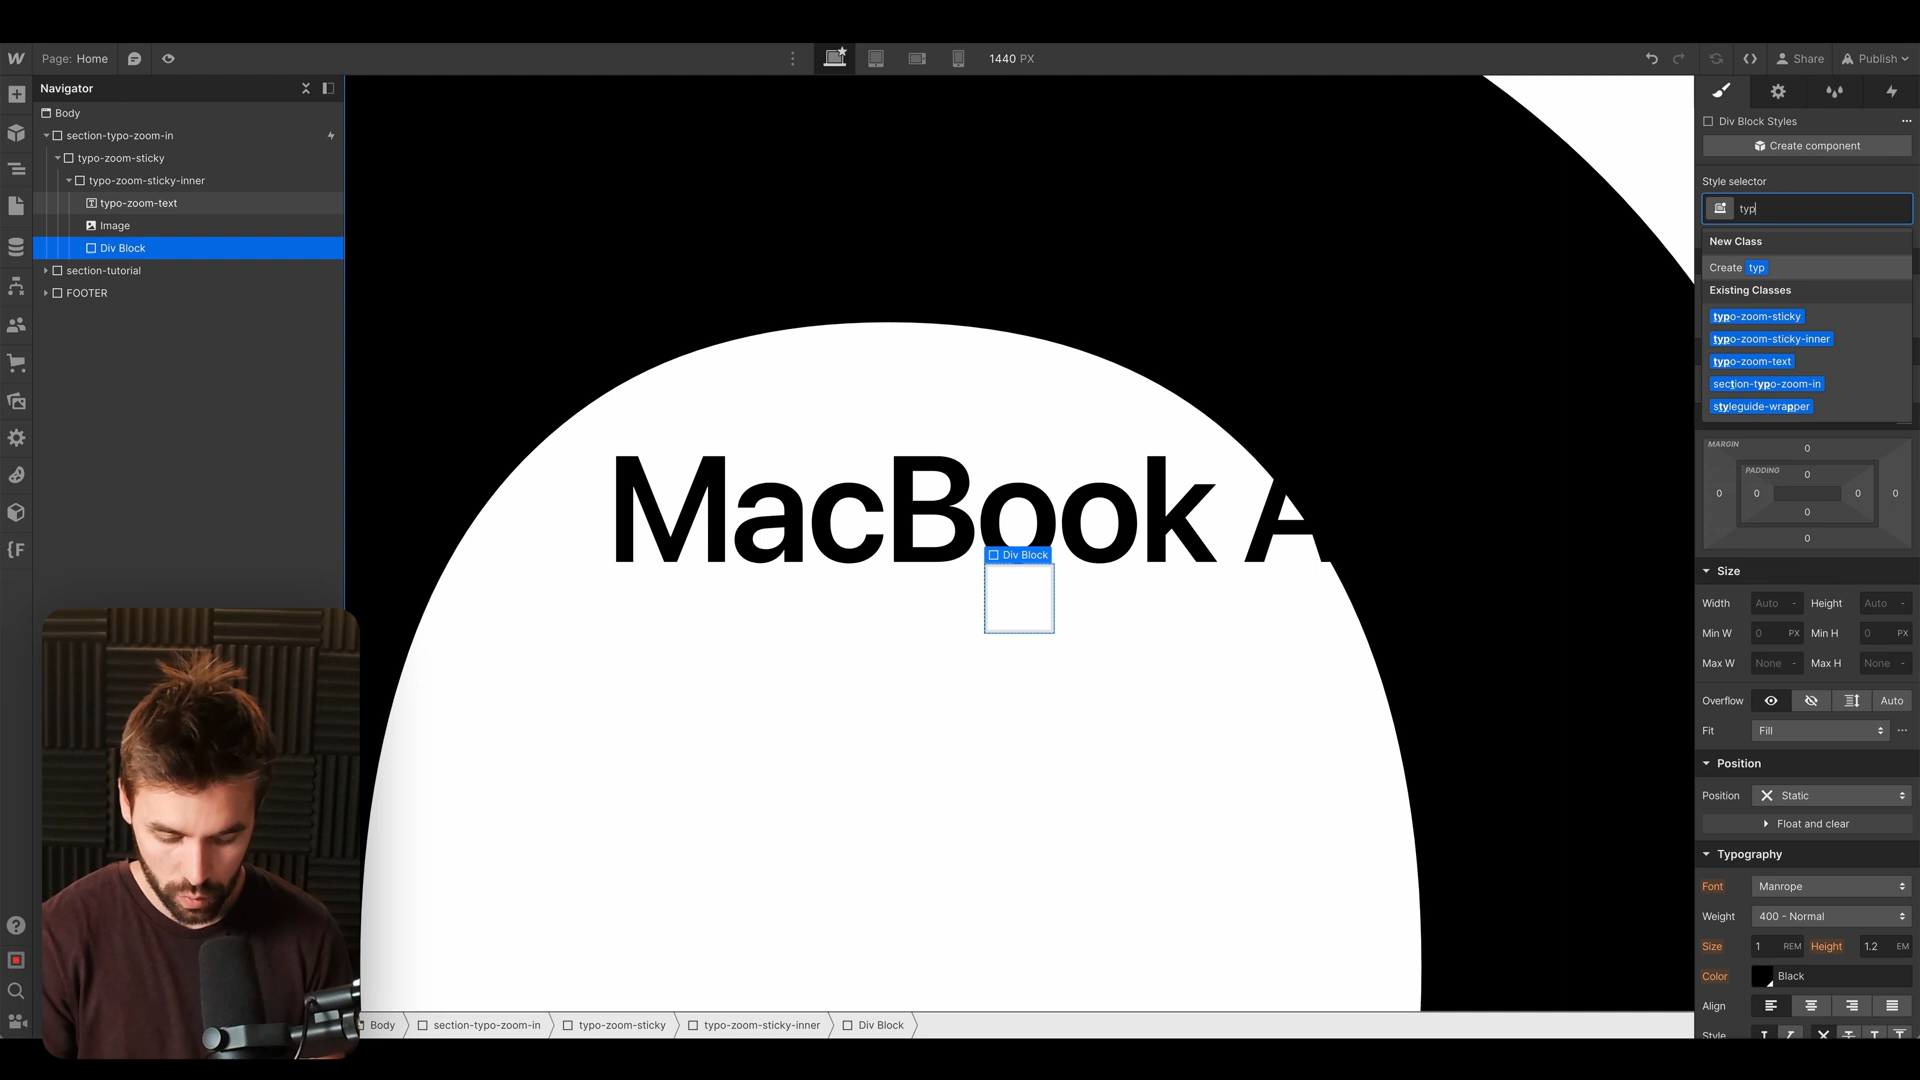 Page: Home
1440 PX
Share
Publish
Navigator
Body
section-typo-zoom-in
typo-zoom-sticky
typo-zoom-sticky-inner
typo-zoom-text
Image
Div Block
section-tutorial
FOOTER
MacBook A
Div Block
Body
section-typo-zoom-in
typo-zoom-sticky
typo-zoom-sticky-inner
Div Block
Div Block Styles
Create component
Style selector
typ
New Class
Create typ
Existing Classes
typo-zoom-sticky
typo-zoom-sticky-inner
typo-zoom-text
section-typo-zoom-in
styleguide-wrapper
MARGIN
0
PADDING
0
0 0 0 0
0
0
Size
Width Auto - Height Auto -
Min W 0 PX Min H 0 PX
Max W None - Max H None -
Overflow Auto
Fit Fill
Position
Position Static
Float and clear
Typography
Font Manrope
Weight 400 - Normal
Size 1 REM Height 1.2 EM
Color Black
Align
Style